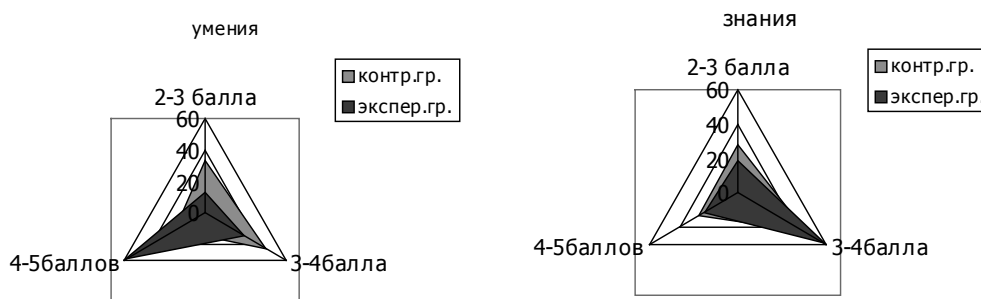 умения
контр.гр.
экспер.гр.
2-3 балла
60
40
20
0
4-5баллов
3-4балла
знания
контр.гр.
экспер.гр.
2-3 балла
60
40
20
0
4-5баллов
3-4балла